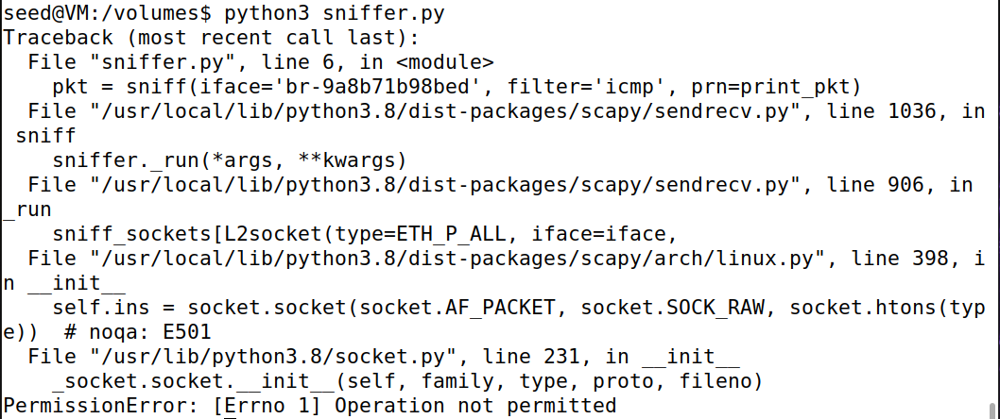 seed@VM:/volumes$ python3 sniffer.py
Traceback (most recent call last):
  File "sniffer.py", line 6, in <module>
    pkt = sniff(iface='br-9a8b71b98bed', filter='icmp', prn=print_pkt)
  File "/usr/local/lib/python3.8/dist-packages/scapy/sendrecv.py", line 1036, in
 sniff
    sniffer._run(*args, **kwargs)
  File "/usr/local/lib/python3.8/dist-packages/scapy/sendrecv.py", line 906, in
_run
    sniff_sockets[L2socket(type=ETH_P_ALL, iface=iface,
  File "/usr/local/lib/python3.8/dist-packages/scapy/arch/linux.py", line 398, i
n __init__
    self.ins = socket.socket(socket.AF_PACKET, socket.SOCK_RAW, socket.htons(typ
e))  # noqa: E501
  File "/usr/lib/python3.8/socket.py", line 231, in __init__
    _socket.socket.__init__(self, family, type, proto, fileno)
PermissionError: [Errno 1] Operation not permitted